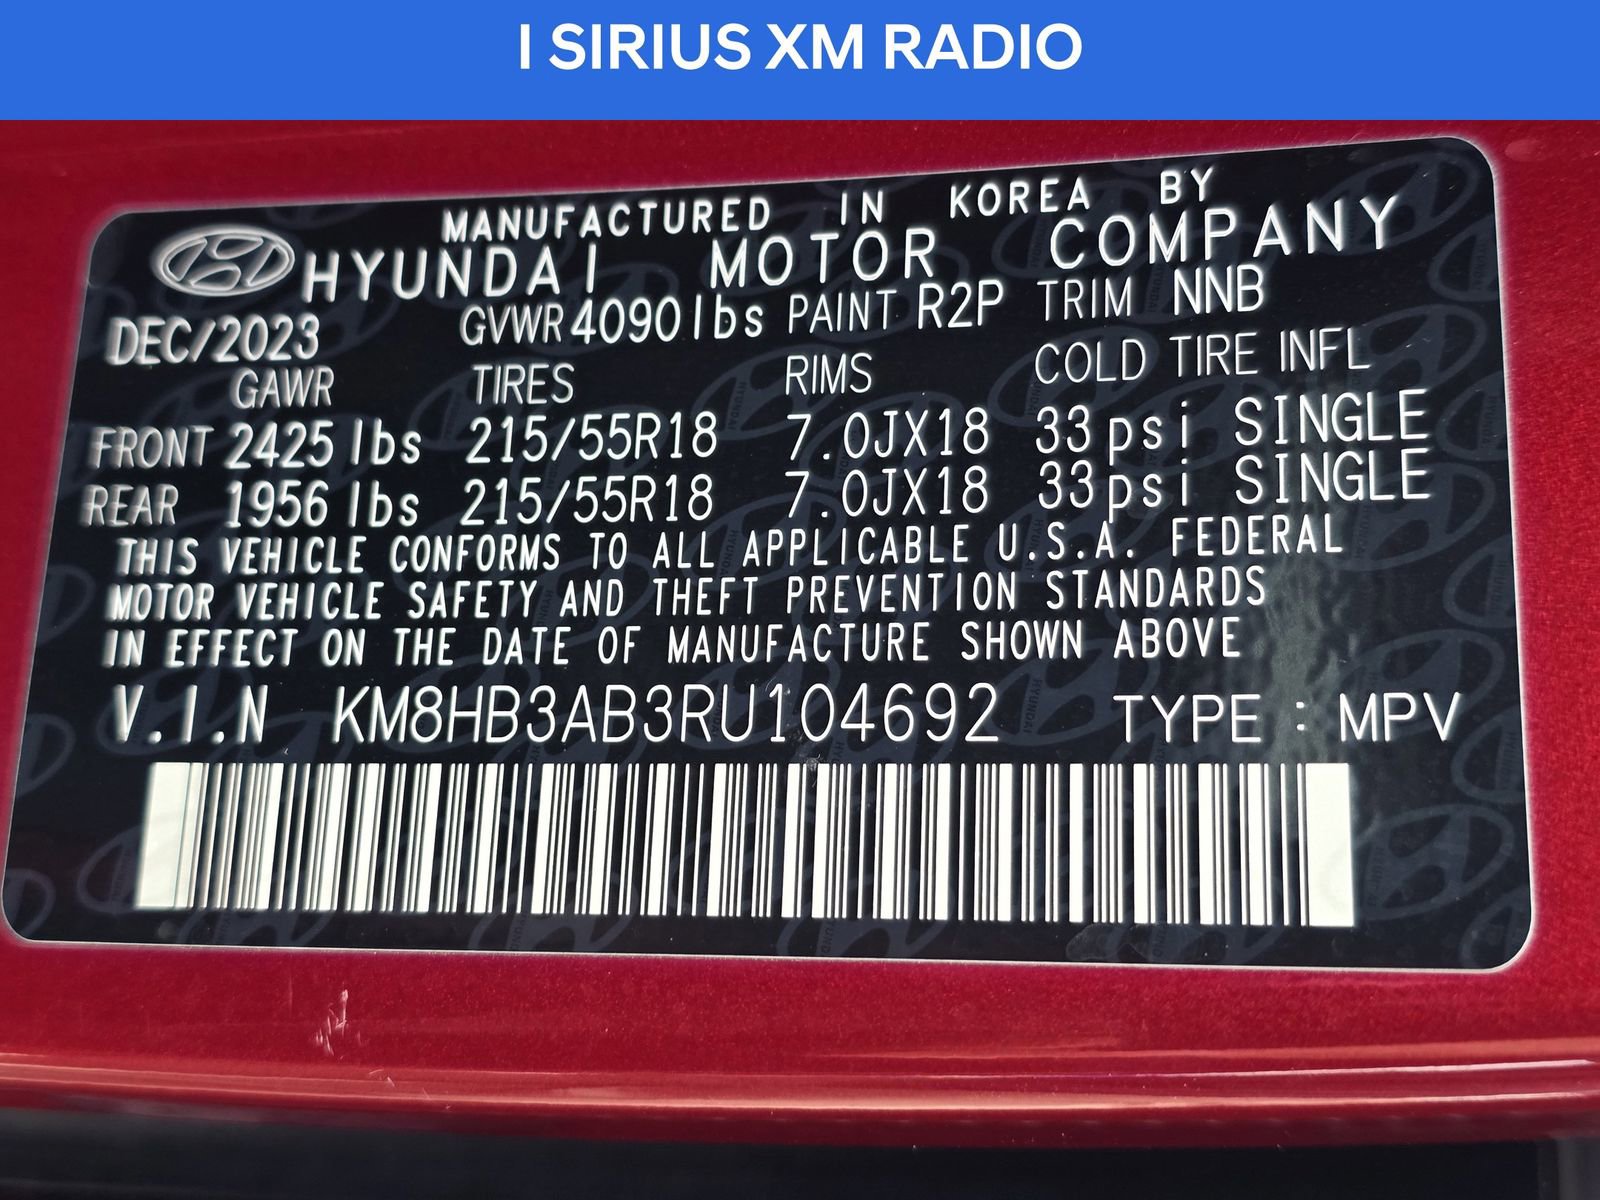 I SIRIUS XM RADIO
MANUFACTURED IN KOREA BY
HYUNDAI MOTOR COMPANY
DEC/2023 GVWR 4090lbs PAINT R2P TRIM NNB
GAWR TIRES RIMS COLD TIRE INFL
FRONT 2425 lbs 215/55R18 7.0JX18 33psi SINGLE
REAR 1956 lbs 215/55R18 7.0JX18 33psi SINGLE
THIS VEHICLE CONFORMS TO ALL APPLICABLE U.S.A. FEDERAL
MOTOR VEHICLE SAFETY AND THEFT PREVENTION STANDARDS
IN EFFECT ON THE DATE OF MANUFACTURE SHOWN ABOVE
V.I.N KM8HB3AB3RU104692 TYPE : MPV